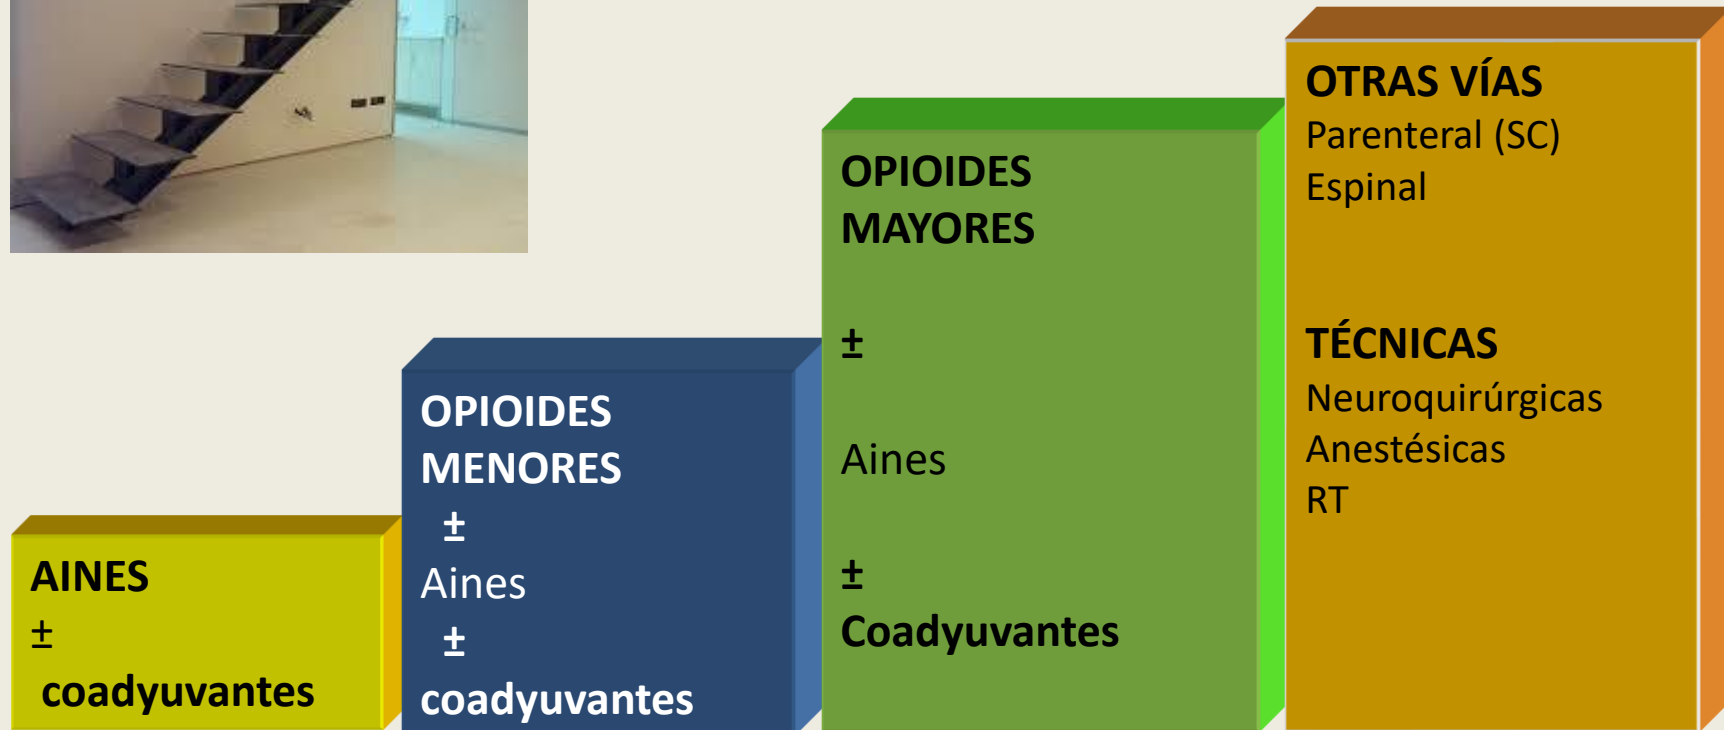 AINES
±
coadyuvantes
OPIOIDES
MENORES
±
Aines
±
coadyuvantes
OPIOIDES
MAYORES
±
Aines
±
Coadyuvantes
OTRAS VÍAS
Parenteral (SC)
Espinal
TÉCNICAS
Neuroquirúrgicas
Anestésicas
RT